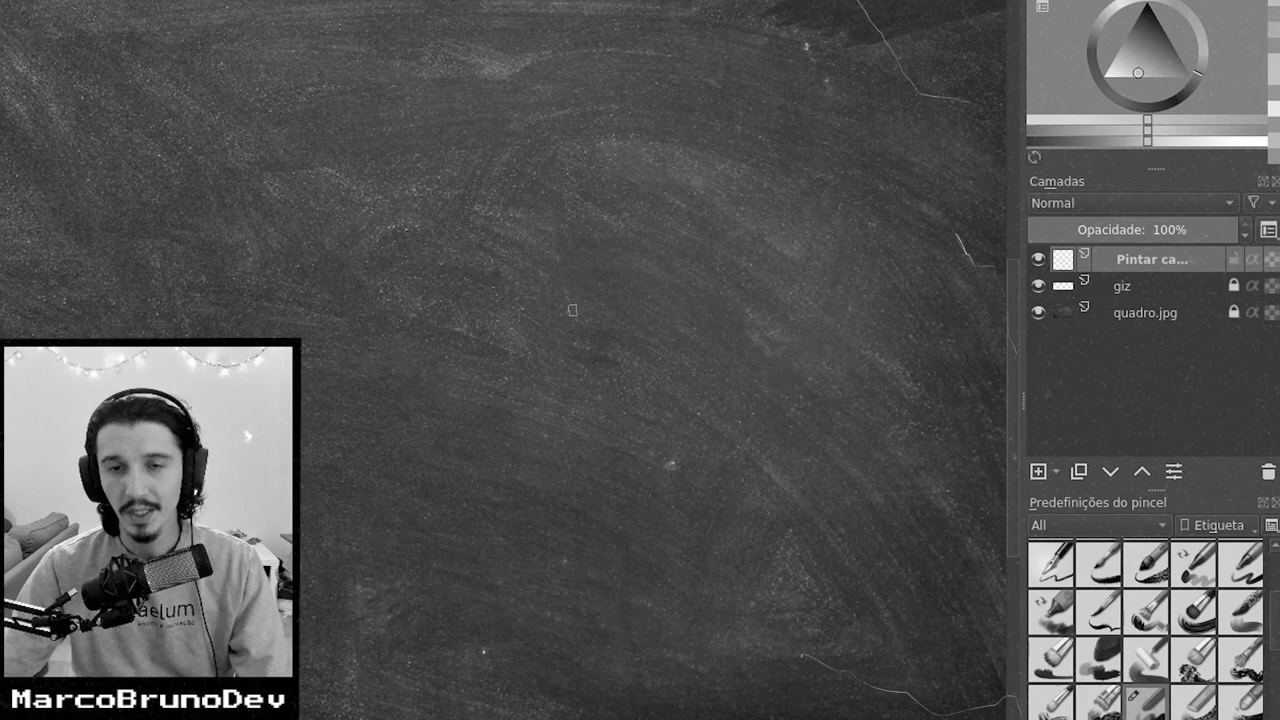 Camadas
Normal
Opacidade: 100%
Pintar ca...
giz
quadro.jpg
Predefinições do pincel
All
Etiqueta
aelum
MarcoBrunoDev